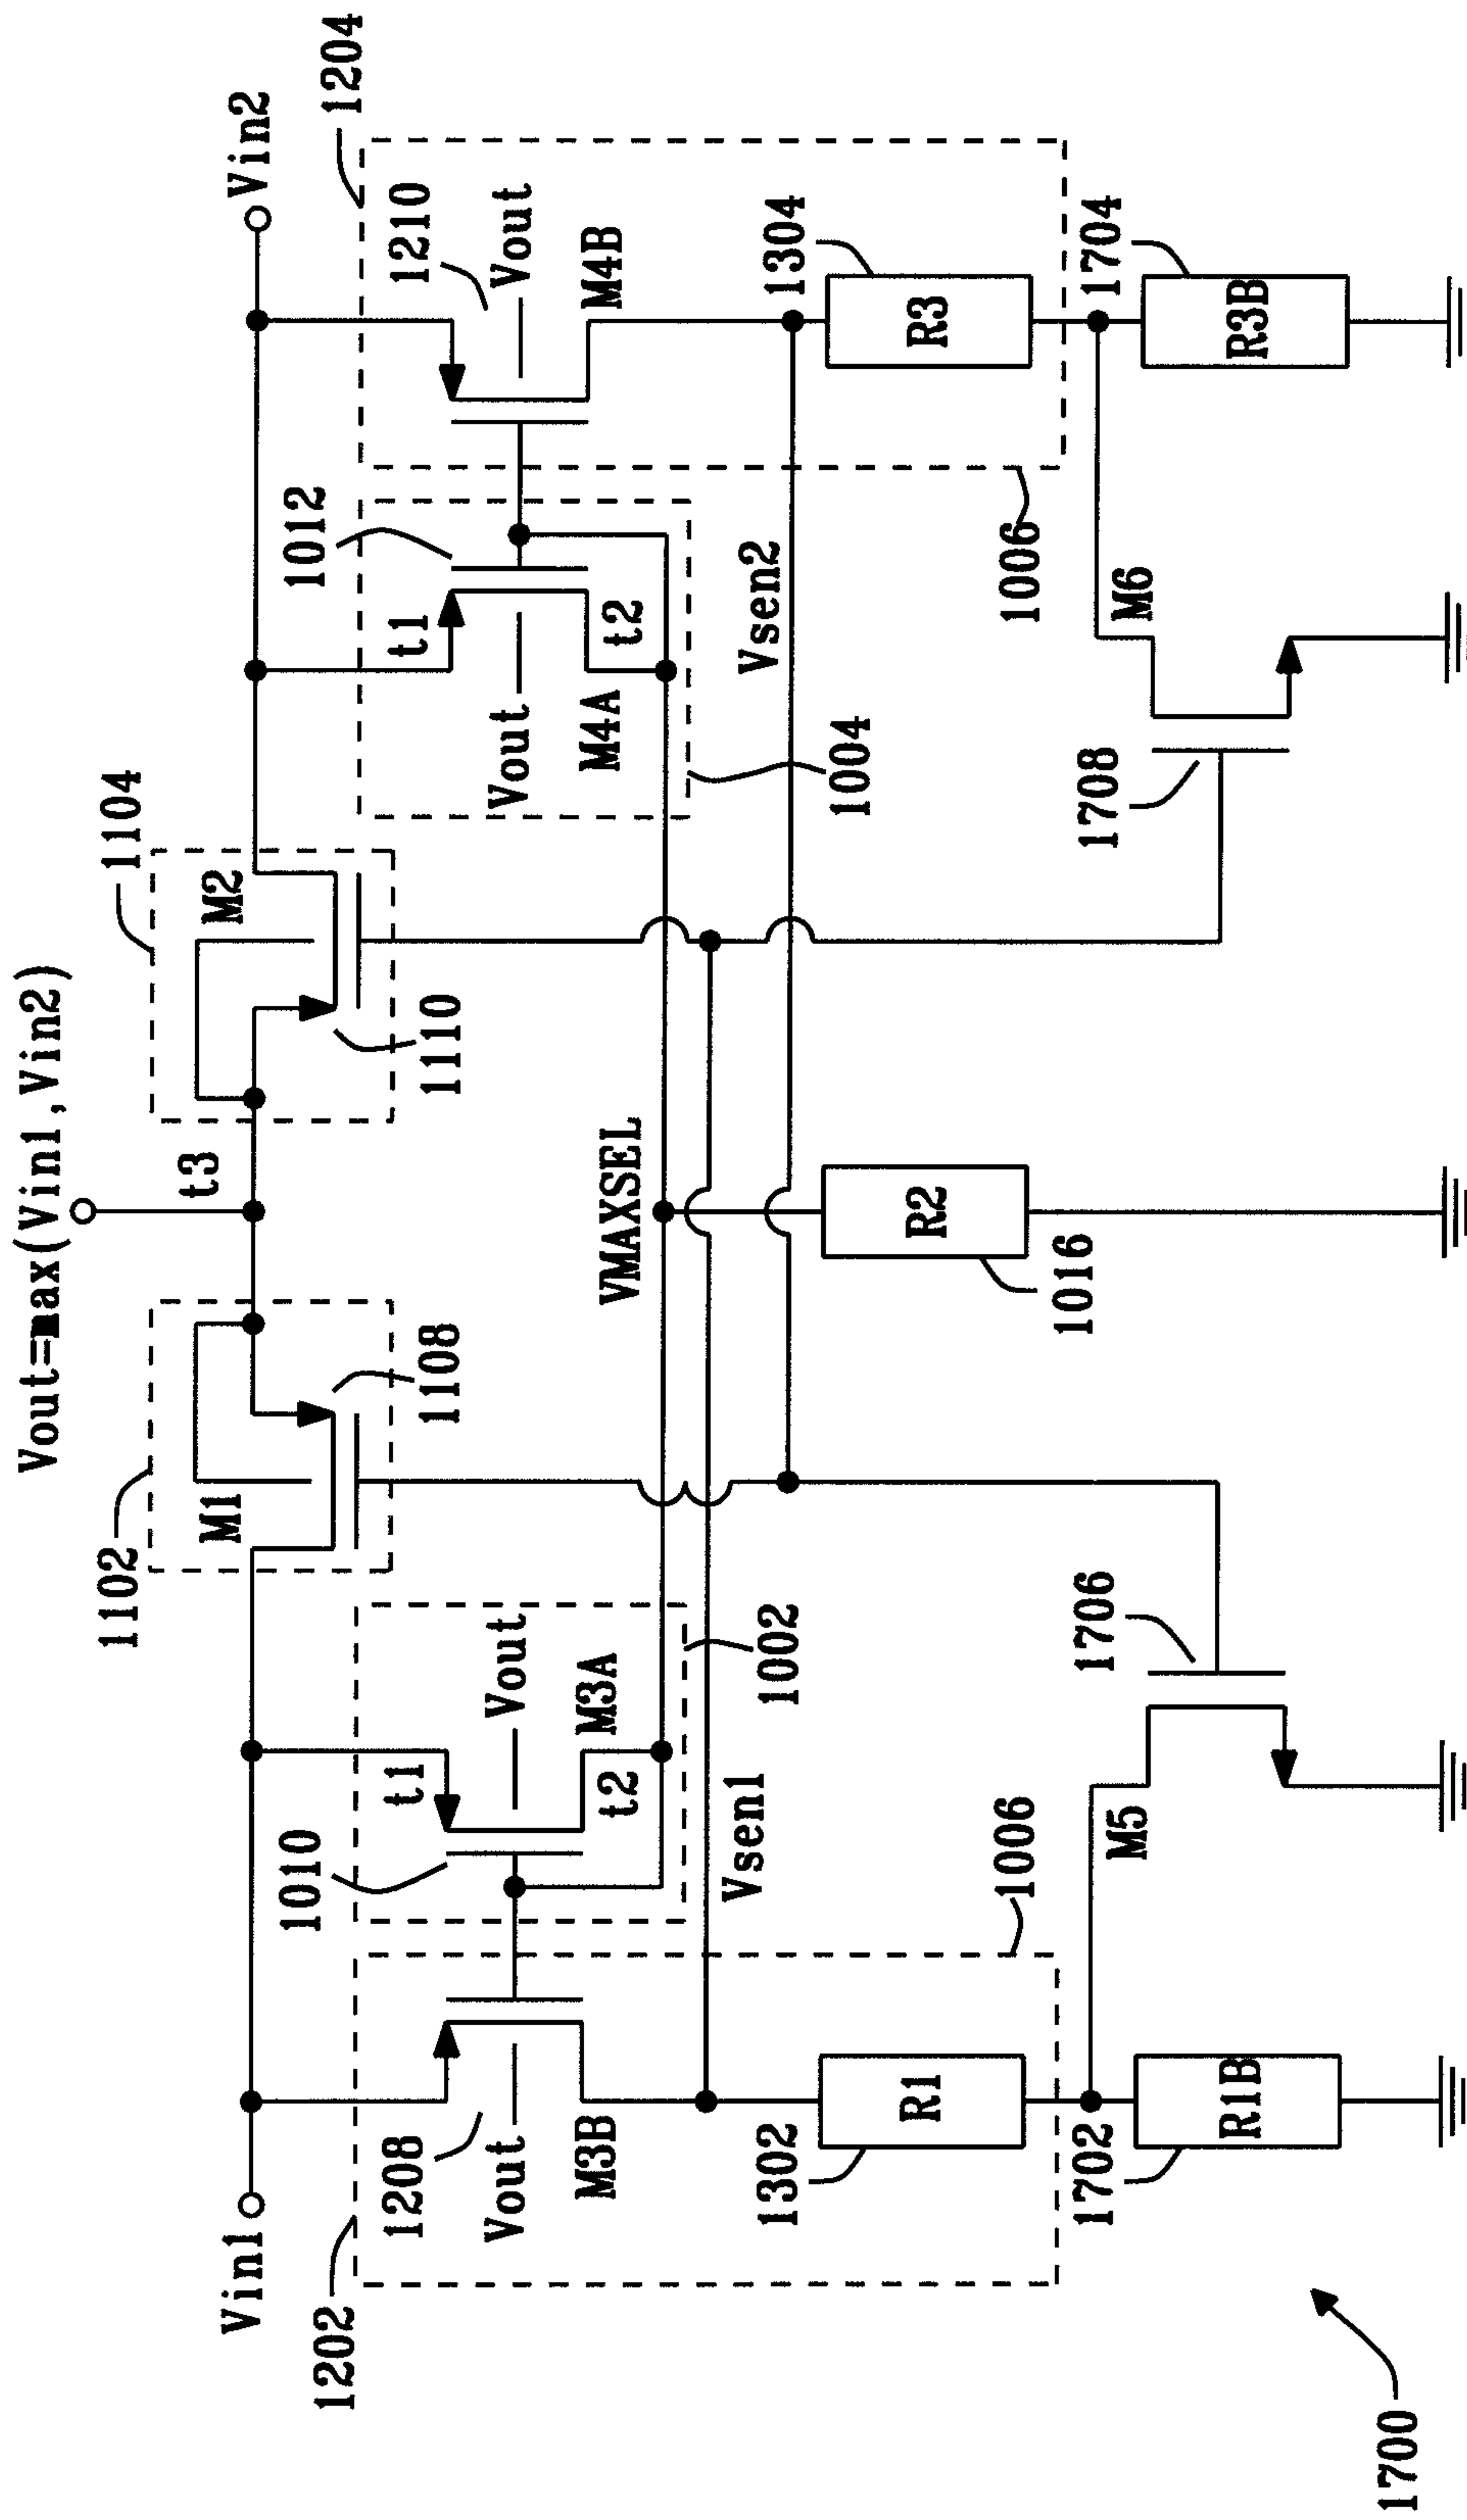 Vout=max(Vin1,Vin2)
t3
1102
1104
M1
M2
Vin1
Vin2
1202
1204
1108
1110
1010
1012
1208
1210
t1
t1
Vout
Vout
Vout
Vout
M3B
M3A
M4A
M4B
t2
t2
VMAXSEL
Vsen1
Vsen2
1002
1004
1302
1304
R1
R2
R3
1006
1006
1016
1702
1704
1706
1708
M5
M6
R1B
R3B
1700